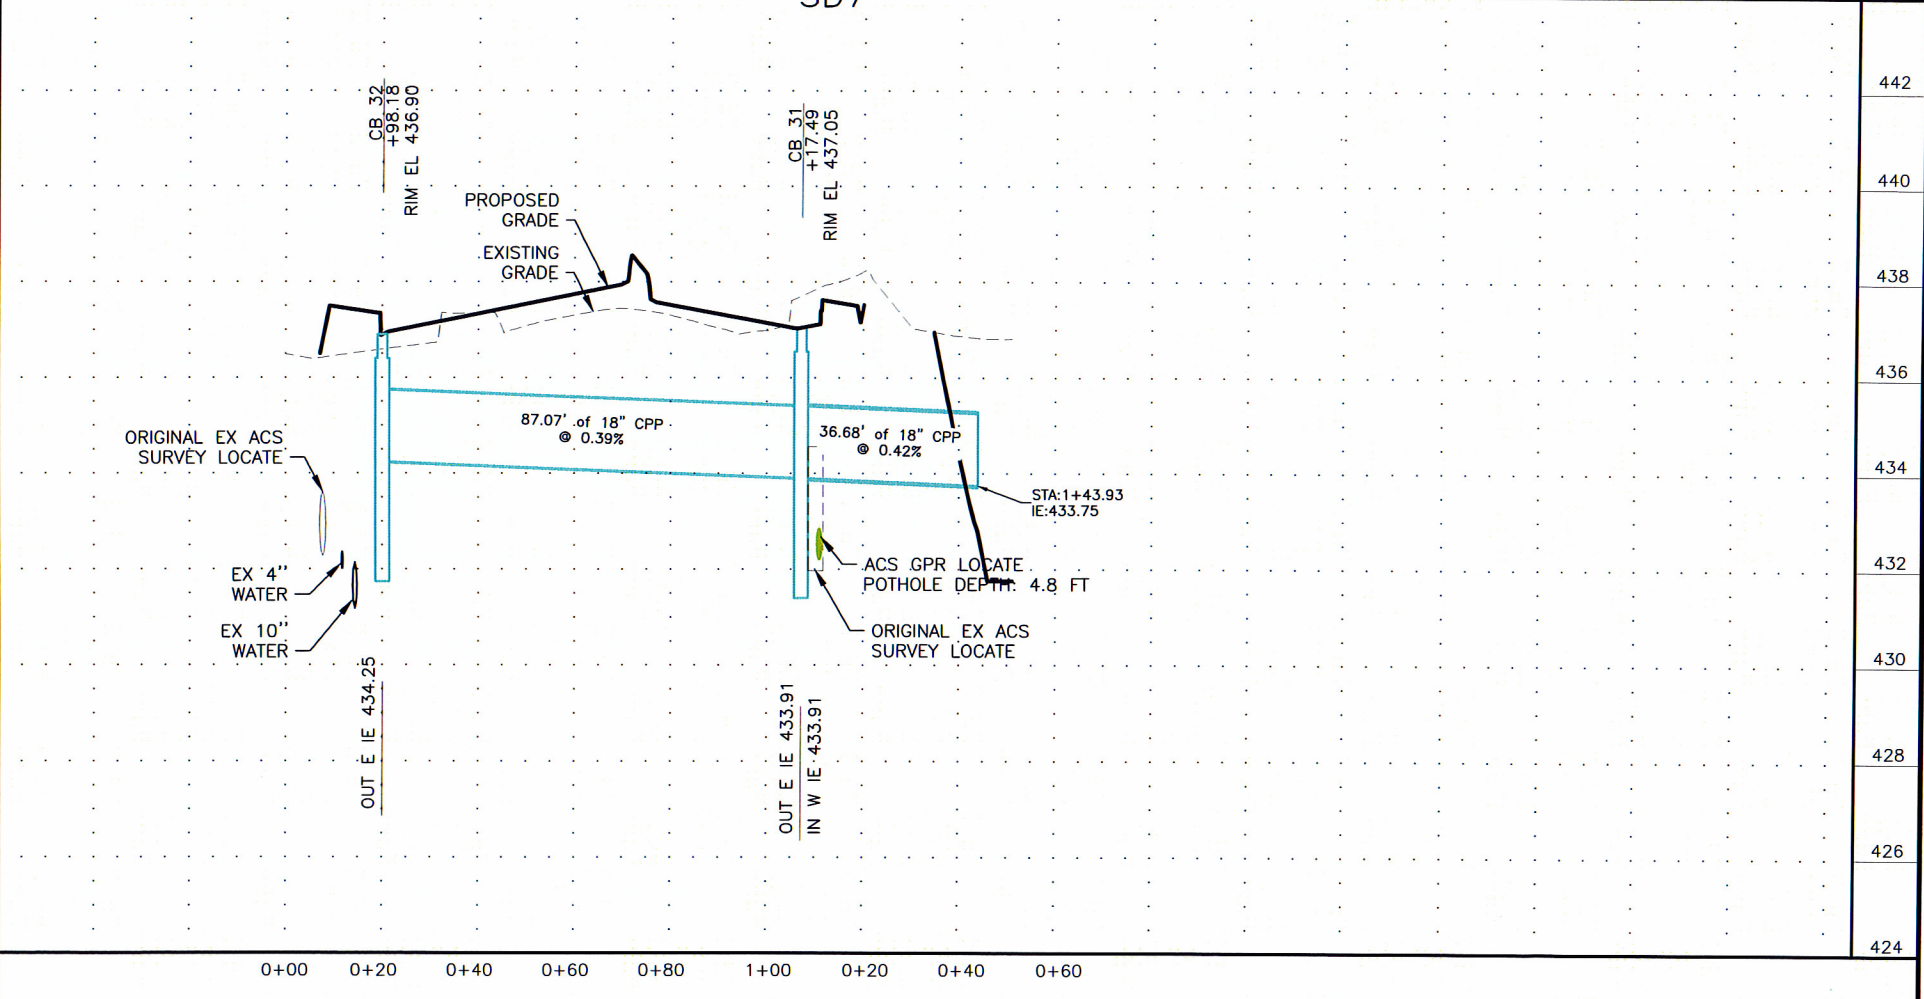 SD7
CB 32
+98.18
RIM EL 436.90
CB 31
+17.49
RIM EL 437.05
PROPOSED
GRADE
EXISTING
GRADE
87.07' of 18" CPP
@ 0.39%
36.68' of 18" CPP
@ 0.42%
ORIGINAL EX ACS
SURVEY LOCATE
STA:1+43.93
IE:433.75
EX 4"
WATER
ACS GPR LOCATE
POTHOLE DEPTH: 4.8 FT
EX 10"
WATER
ORIGINAL EX ACS
SURVEY LOCATE
OUT E IE 434.25
OUT E IE 433.91
IN W IE 433.91
442
440
438
436
434
432
430
428
426
424
0+00 0+20 0+40 0+60 0+80 1+00 0+20 0+40 0+60